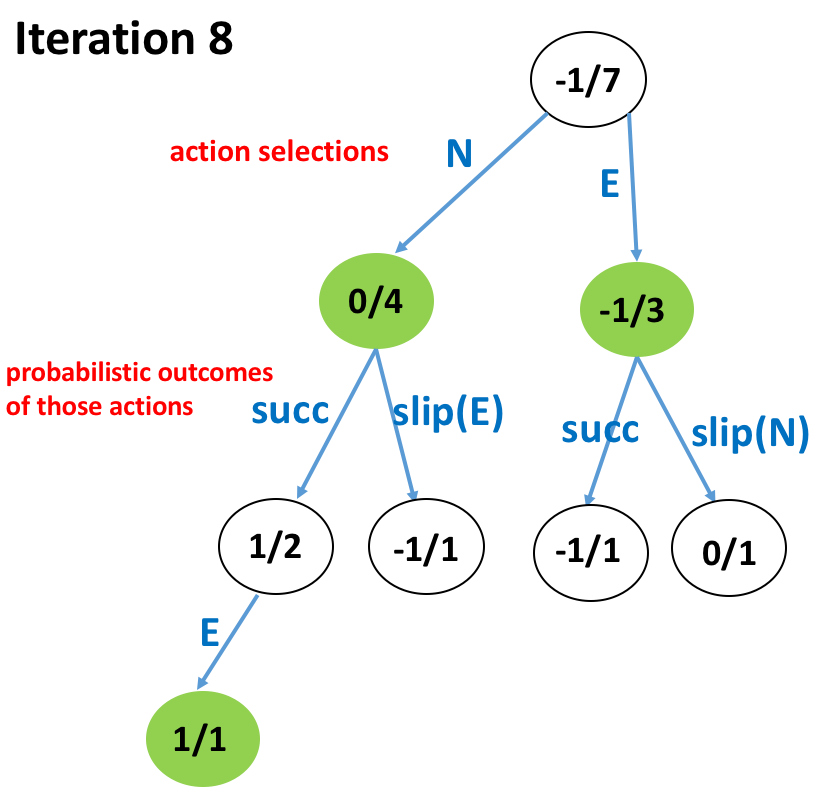 Iteration 8
-1/7
action selections
N
E
0/4
-1/3
probabilistic outcomes
of those actions
succ
slip(E)
succ
slip(N)
1/2
-1/1
-1/1
0/1
E
1/1